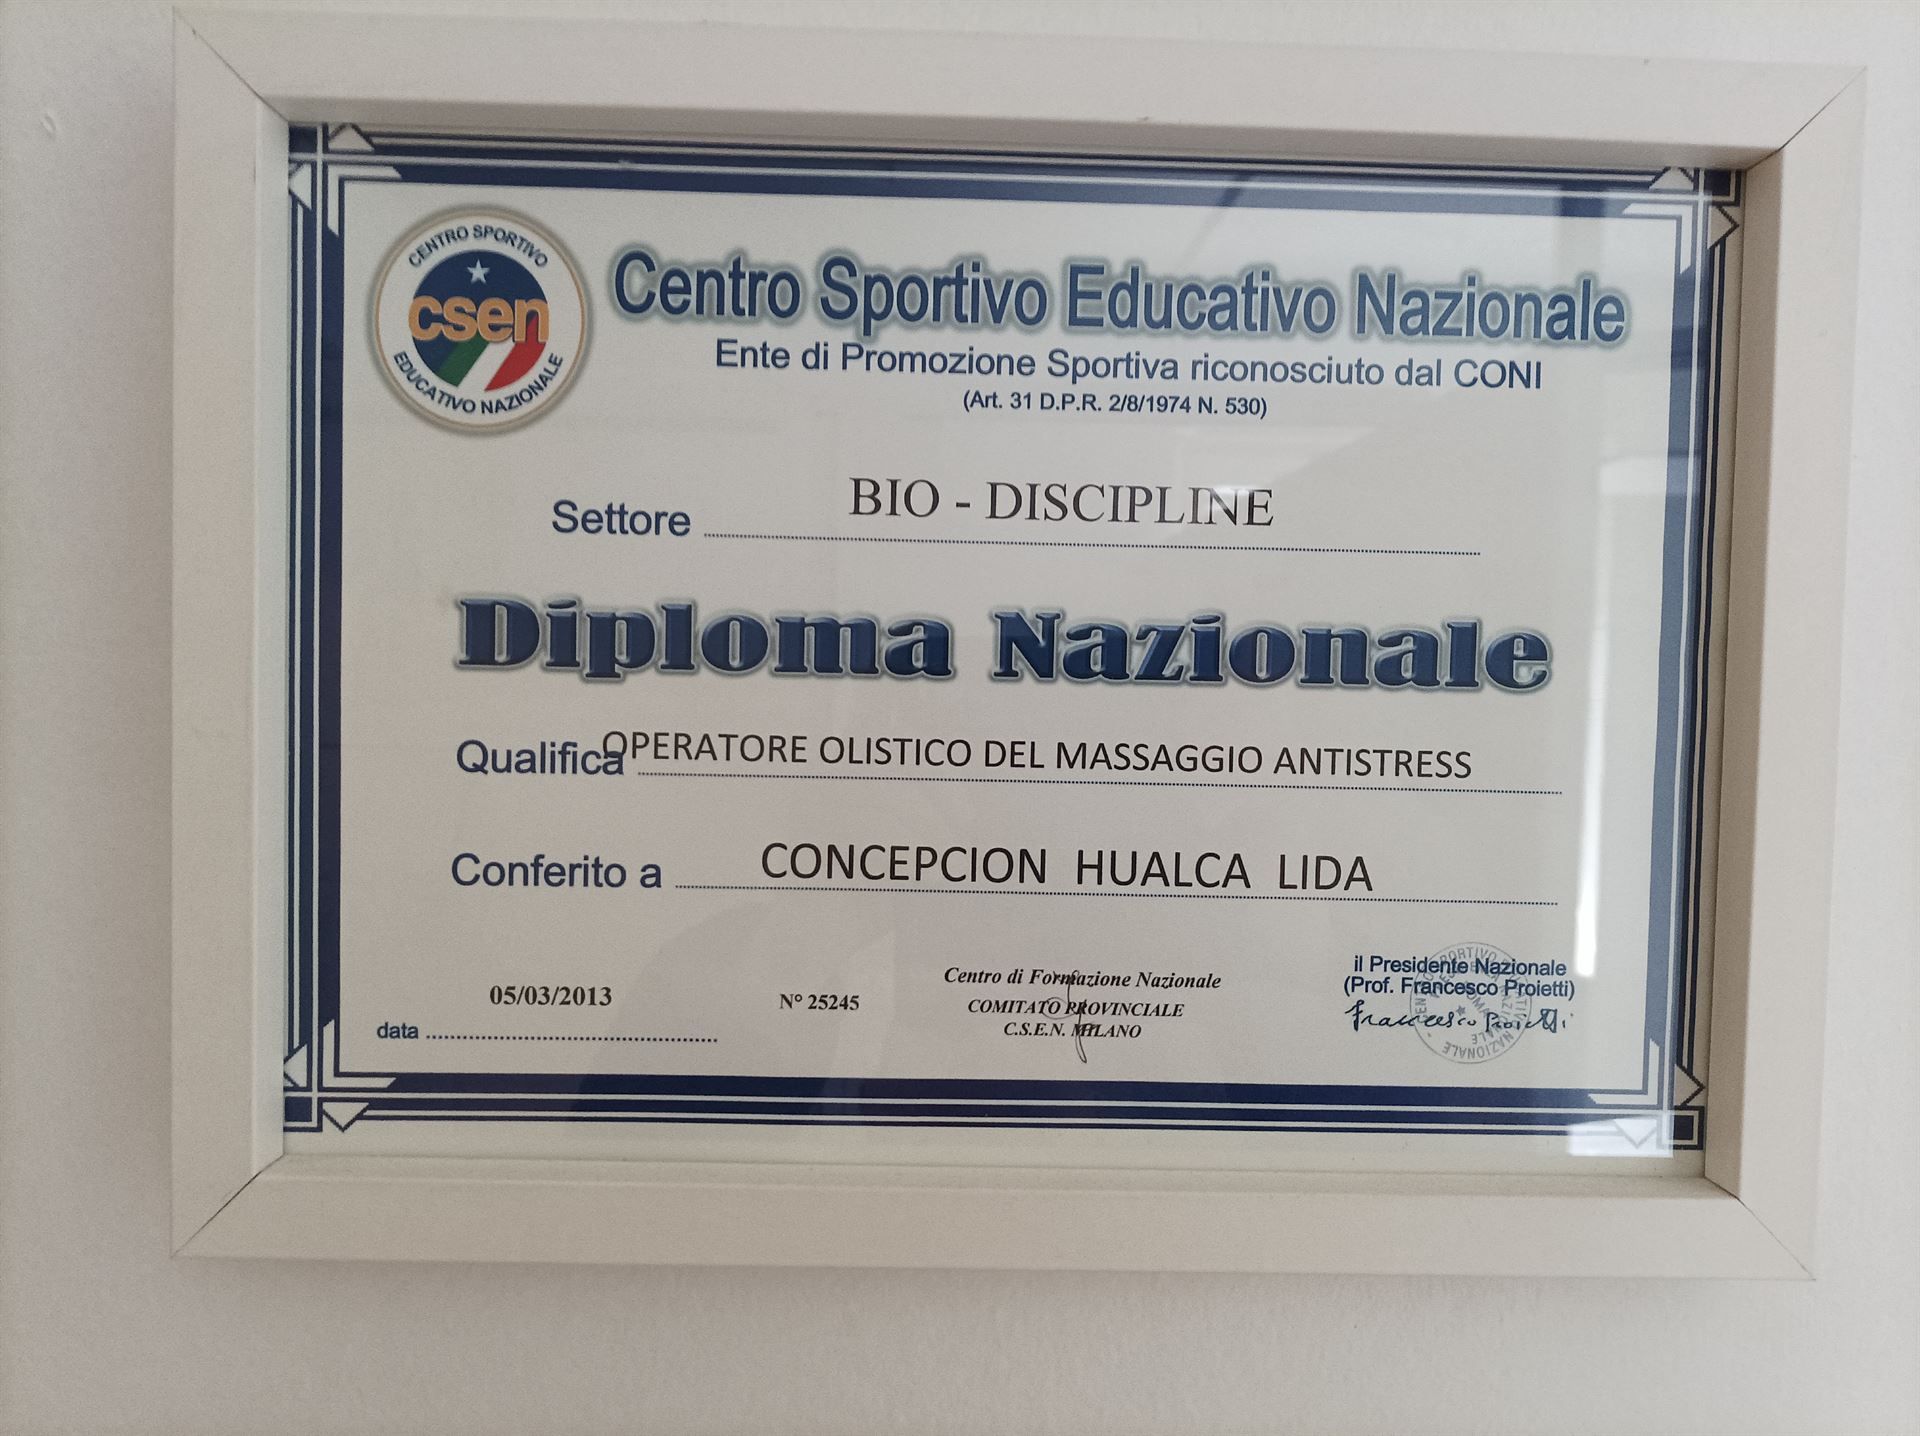 CENTRO SPORTIVO
csen
EDUCATIVO NAZIONALE
Centro Sportivo Educativo Nazionale
Ente di Promozione Sportiva riconosciuto dal CONI
(Art. 31 D.P.R. 2/8/1974 N. 530)
Settore BIO - DISCIPLINE
Diploma Nazionale
Qualifica OPERATORE OLISTICO DEL MASSAGGIO ANTISTRESS
Conferito a CONCEPCION HUALCA LIDA
data 05/03/2013
N° 25245
Centro di Formazione Nazionale
COMITATO PROVINCIALE
C.S.E.N. MILANO
il Presidente Nazionale
(Prof. Francesco Proietti)
Francesco Proietti